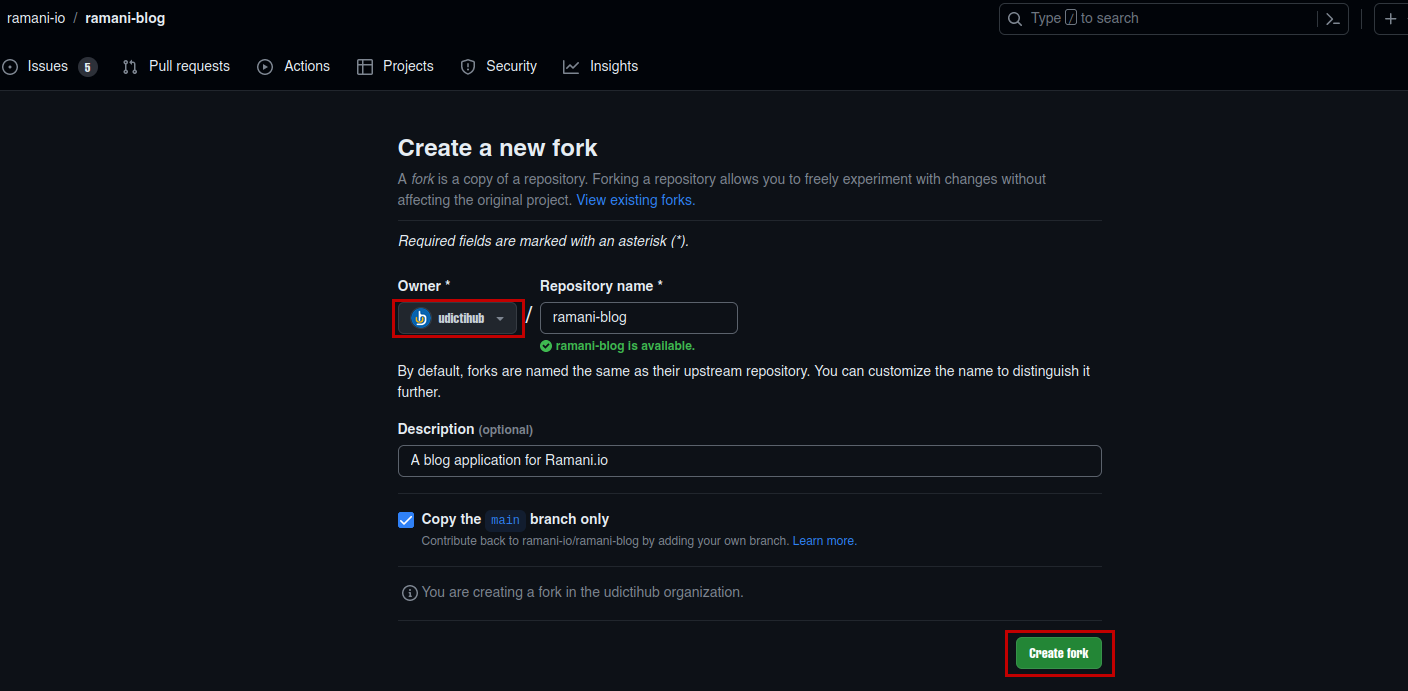 ramani-io / ramani-blog
Type / to search
Issues 5 Pull requests Actions Projects Security Insights
Create a new fork
A fork is a copy of a repository. Forking a repository allows you to freely experiment with changes without
affecting the original project. View existing forks.
Required fields are marked with an asterisk (*).
Owner * Repository name *
udictihub / ramani-blog
ramani-blog is available.
By default, forks are named the same as their upstream repository. You can customize the name to distinguish it
further.
Description (optional)
A blog application for Ramani.io
Copy the main branch only
Contribute back to ramani-io/ramani-blog by adding your own branch. Learn more.
You are creating a fork in the udictihub organization.
Create fork